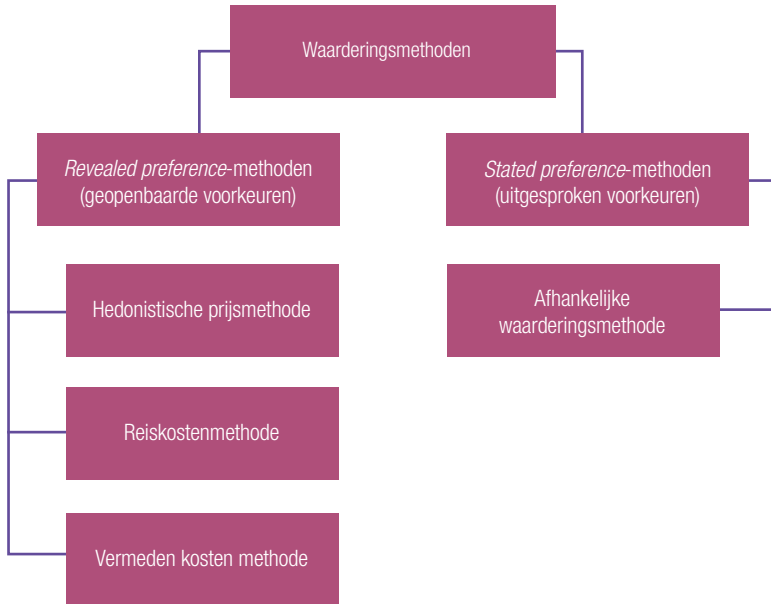 Waarderingsmethoden
Revealed preference-methoden
(geopenbaarde voorkeuren)
Stated preference-methoden
(uitgesproken voorkeuren)
Hedonistische prijsmethode
Afhankelijke
waarderingsmethode
Reiskostenmethode
Vermeden kosten methode